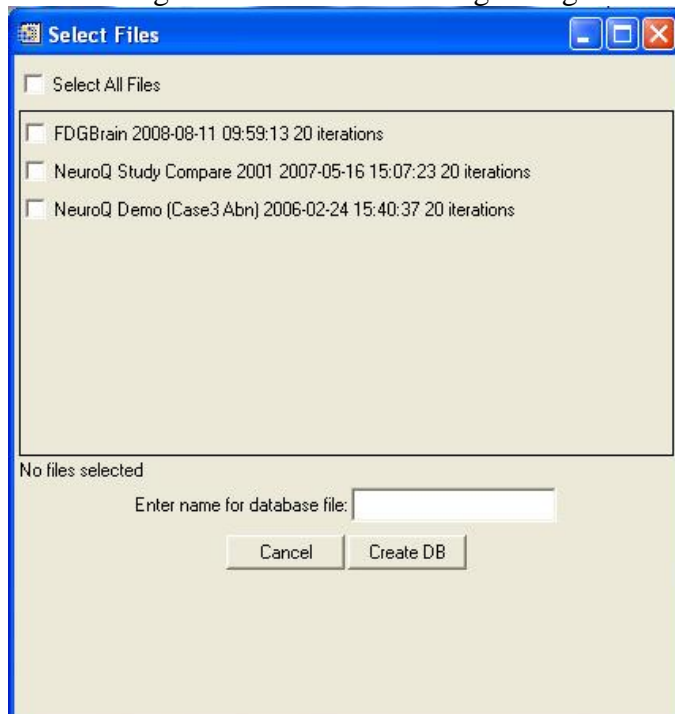 Select Files
Select All Files
FDGBrain 2008-08-11 09:59:13 20 iterations
NeuroQ Study Compare 2001 2007-05-16 15:07:23 20 iterations
NeuroQ Demo (Case3 Abn) 2006-02-24 15:40:37 20 iterations
No files selected
Enter name for database file:
Cancel Create DB